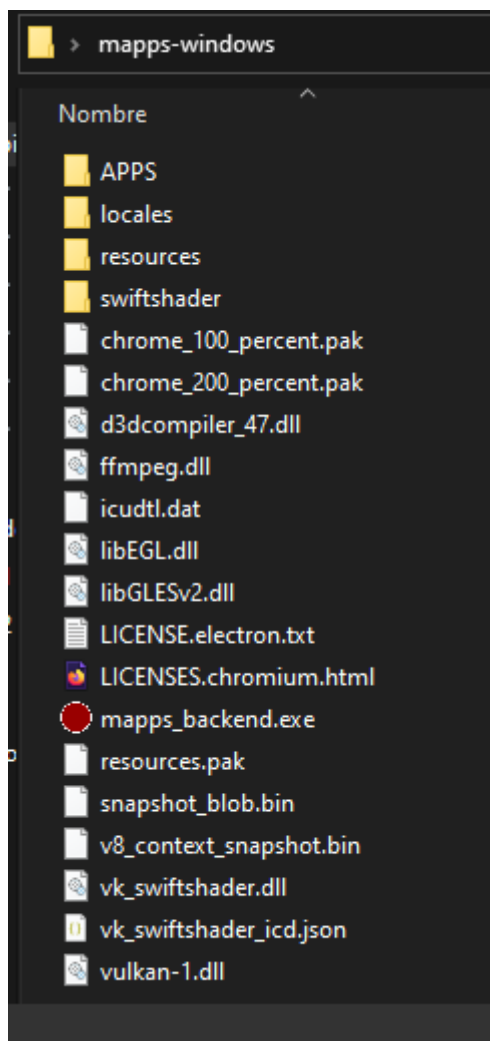 mapps-windows
Nombre
APPS
locales
resources
swiftshader
chrome_100_percent.pak
chrome_200_percent.pak
d3dcompiler_47.dll
ffmpeg.dll
icudtl.dat
libEGL.dll
libGLESv2.dll
LICENSE.electron.txt
LICENSES.chromium.html
mapps_backend.exe
resources.pak
snapshot_blob.bin
v8_context_snapshot.bin
vk_swiftshader.dll
vk_swiftshader_icd.json
vulkan-1.dll